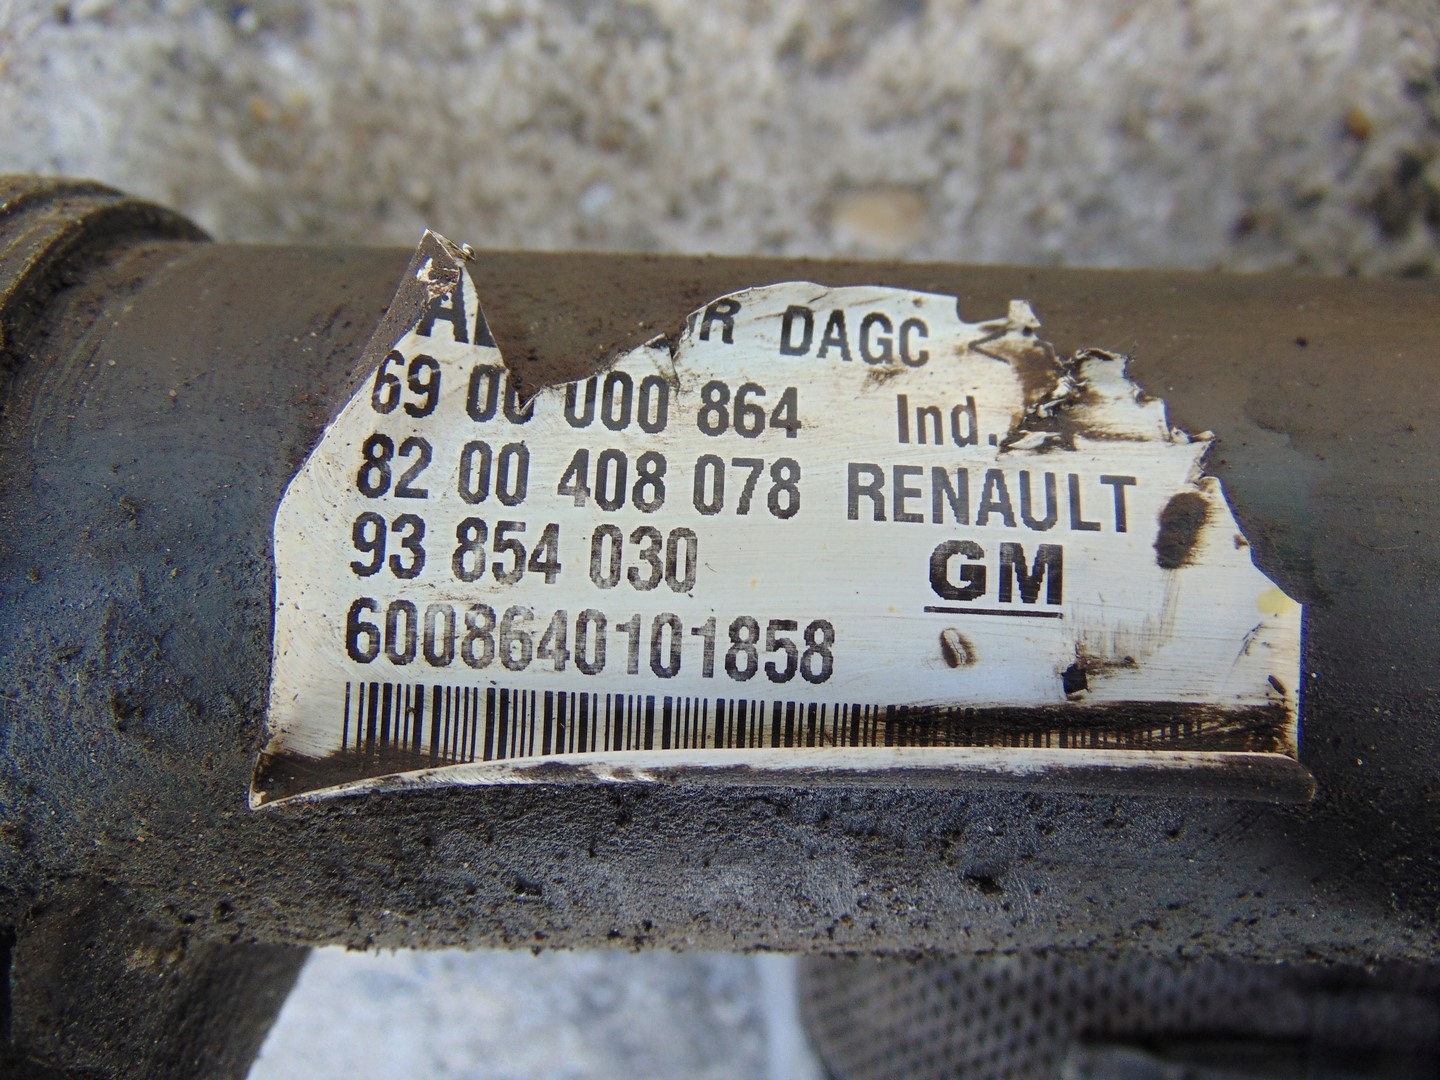 DAGC <
69 00 000 864 Ind.
82 00 408 078 RENAULT
93 854 030 GM
6008640101858